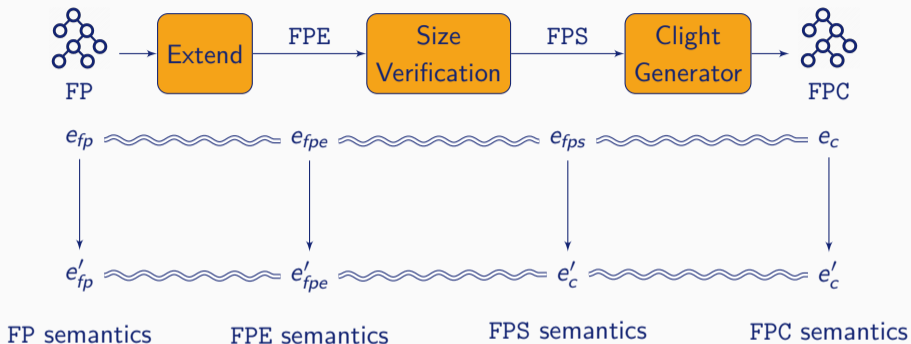 FPE FPS
Extend Size Verification Clight Generator
FP FPC
e_fp e_fpe e_fps e_c
e'_fp e'_fpe e'_c e'_c
FP semantics FPE semantics FPS semantics FPC semantics